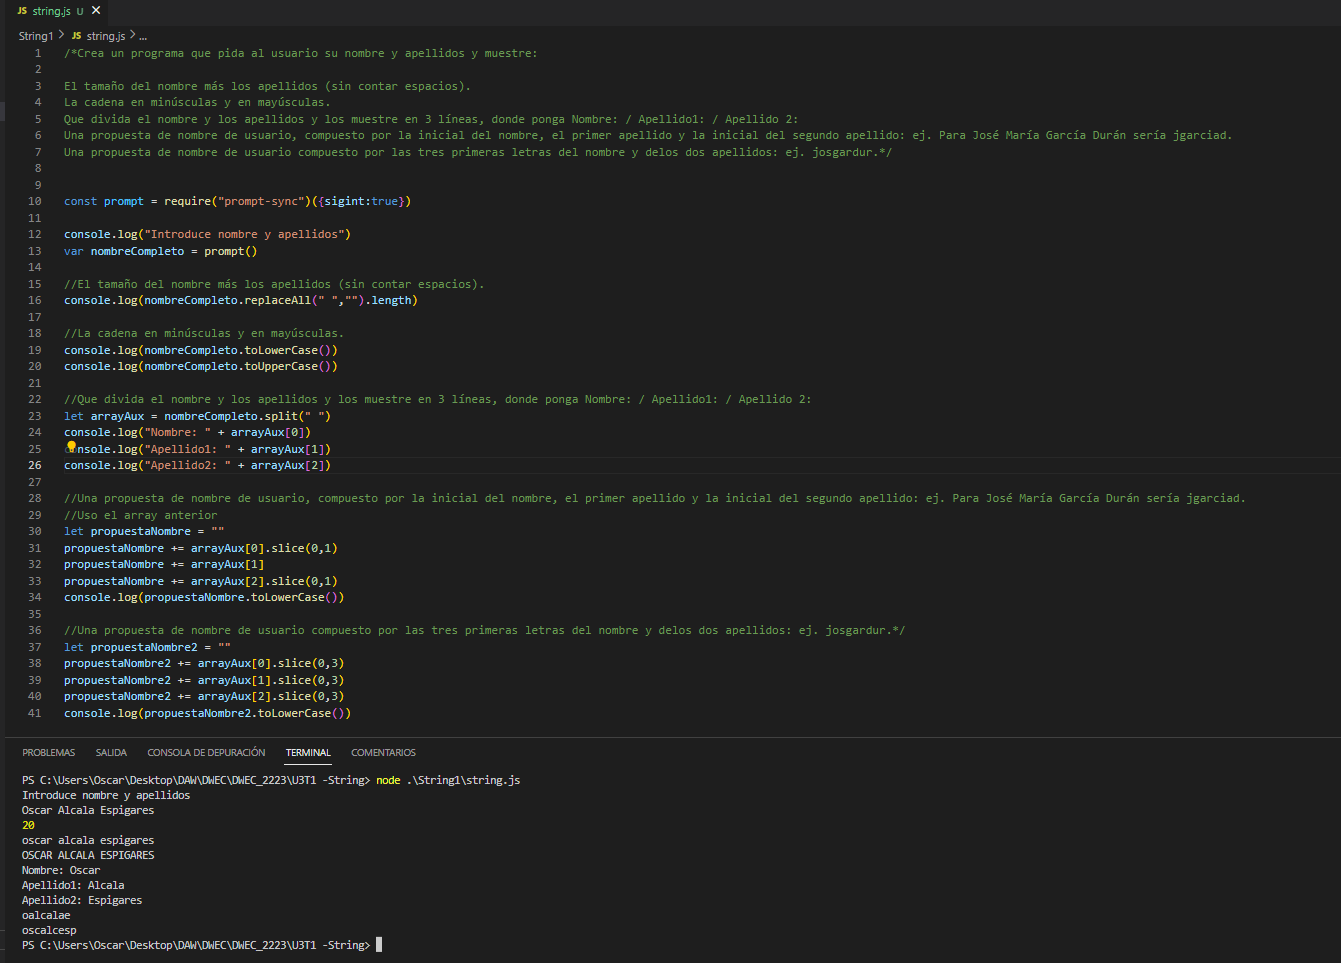 JS string.js U ×
String1 > JS string.js > ...
1 /*Crea un programa que pida al usuario su nombre y apellidos y muestre:
2
3 El tamaño del nombre más los apellidos (sin contar espacios).
4 La cadena en minúsculas y en mayúsculas.
5 Que divida el nombre y los apellidos y los muestre en 3 líneas, donde ponga Nombre: / Apellido1: / Apellido 2:
6 Una propuesta de nombre de usuario, compuesto por la inicial del nombre, el primer apellido y la inicial del segundo apellido: ej. Para José María García Durán sería jgarciad.
7 Una propuesta de nombre de usuario compuesto por las tres primeras letras del nombre y delos dos apellidos: ej. josgardur.*/
8
9
10 const prompt = require("prompt-sync")({sigint:true})
11
12 console.log("Introduce nombre y apellidos")
13 var nombreCompleto = prompt()
14
15 //El tamaño del nombre más los apellidos (sin contar espacios).
16 console.log(nombreCompleto.replaceAll(" ","").length)
17
18 //La cadena en minúsculas y en mayúsculas.
19 console.log(nombreCompleto.toLowerCase())
20 console.log(nombreCompleto.toUpperCase())
21
22 //Que divida el nombre y los apellidos y los muestre en 3 líneas, donde ponga Nombre: / Apellido1: / Apellido 2:
23 let arrayAux = nombreCompleto.split(" ")
24 console.log("Nombre: " + arrayAux[0])
25 console.log("Apellido1: " + arrayAux[1])
26 console.log("Apellido2: " + arrayAux[2])
27
28 //Una propuesta de nombre de usuario, compuesto por la inicial del nombre, el primer apellido y la inicial del segundo apellido: ej. Para José María García Durán sería jgarciad.
29 //Uso el array anterior
30 let propuestaNombre = ""
31 propuestaNombre += arrayAux[0].slice(0,1)
32 propuestaNombre += arrayAux[1]
33 propuestaNombre += arrayAux[2].slice(0,1)
34 console.log(propuestaNombre.toLowerCase())
35
36 //Una propuesta de nombre de usuario compuesto por las tres primeras letras del nombre y delos dos apellidos: ej. josgardur.*/
37 let propuestaNombre2 = ""
38 propuestaNombre2 += arrayAux[0].slice(0,3)
39 propuestaNombre2 += arrayAux[1].slice(0,3)
40 propuestaNombre2 += arrayAux[2].slice(0,3)
41 console.log(propuestaNombre2.toLowerCase())
PROBLEMAS SALIDA CONSOLA DE DEPURACIÓN TERMINAL COMENTARIOS
PS C:\Users\Oscar\Desktop\DAW\DWEC\DWEC_2223\U3T1 -String> node .\String1\string.js
Introduce nombre y apellidos
Oscar Alcala Espigares
20
oscar alcala espigares
OSCAR ALCALA ESPIGARES
Nombre: Oscar
Apellido1: Alcala
Apellido2: Espigares
oalcalae
oscalcesp
PS C:\Users\Oscar\Desktop\DAW\DWEC\DWEC_2223\U3T1 -String>